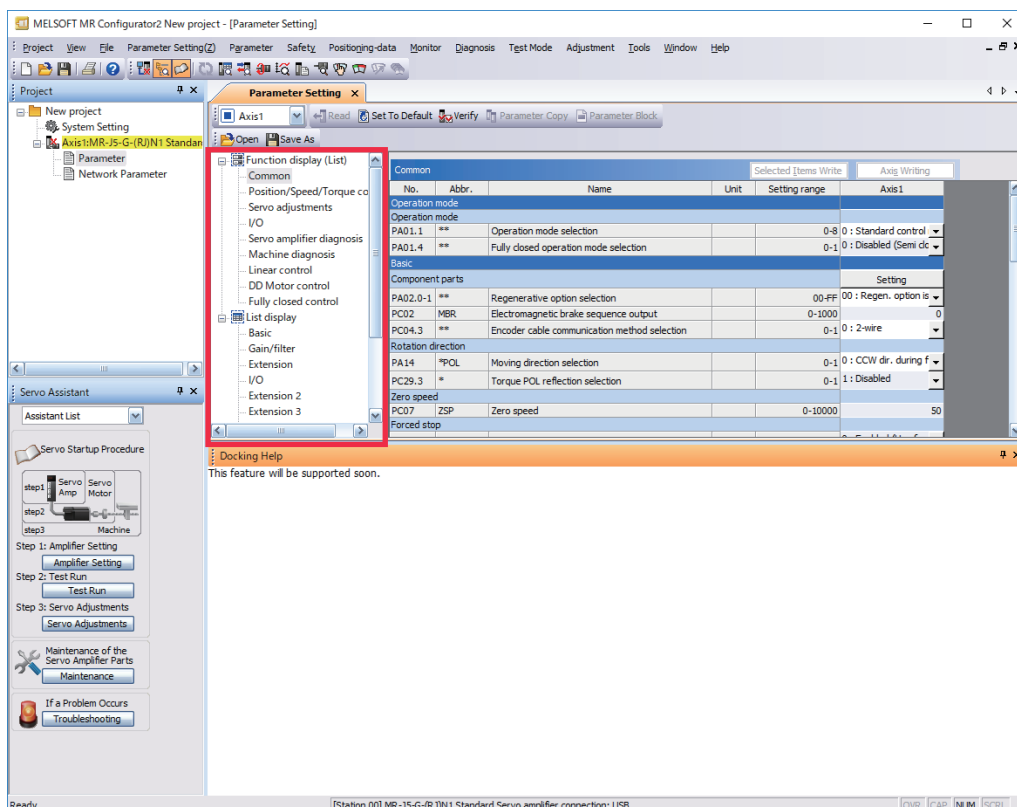 MELSOFT MR Configurator2 New project - [Parameter Setting]
Project View File Parameter Setting(Z) Parameter Safety Positioning-data Monitor Diagnosis Test Mode Adjustment Tools Window Help
Project
New project
System Setting
Axis1:MR-J5-G-(RJ)N1 Standar
Parameter
Network Parameter
Servo Assistant
Assistant List
Servo Startup Procedure
step1 Servo Amp Servo Motor
step2
step3 Machine
Step 1: Amplifier Setting
Amplifier Setting
Step 2: Test Run
Test Run
Step 3: Servo Adjustments
Servo Adjustments
Maintenance of the
Servo Amplifier Parts
Maintenance
If a Problem Occurs
Troubleshooting
Parameter Setting
Axis1 Read Set To Default Verify Parameter Copy Parameter Block
Open Save As
Function display (List)
Common
Position/Speed/Torque co
Servo adjustments
I/O
Servo amplifier diagnosis
Machine diagnosis
Linear control
DD Motor control
Fully closed control
List display
Basic
Gain/filter
Extension
I/O
Extension 2
Extension 3
Common Selected Items Write Axis Writing
No. Abbr. Name Unit Setting range Axis1
Operation mode
Operation mode
PA01.1 ** Operation mode selection 0-8 0 : Standard control
PA01.4 ** Fully closed operation mode selection 0-1 0 : Disabled (Semi clc
Basic
Component parts Setting
PA02.0-1 ** Regenerative option selection 00-FF 00 : Regen. option is
PC02 MBR Electromagnetic brake sequence output 0-1000 0
PC04.3 ** Encoder cable communication method selection 0-1 0 : 2-wire
Rotation direction
PA14 *POL Moving direction selection 0-1 0 : CCW dir. during f
PC29.3 * Torque POL reflection selection 0-1 1 : Disabled
Zero speed
PC07 ZSP Zero speed 0-10000 50
Forced stop
Docking Help
This feature will be supported soon.
Ready [Station 00] MR-J5-G-(RJ)N1 Standard Servo amplifier connection: USB OVR CAP NUM SCRL